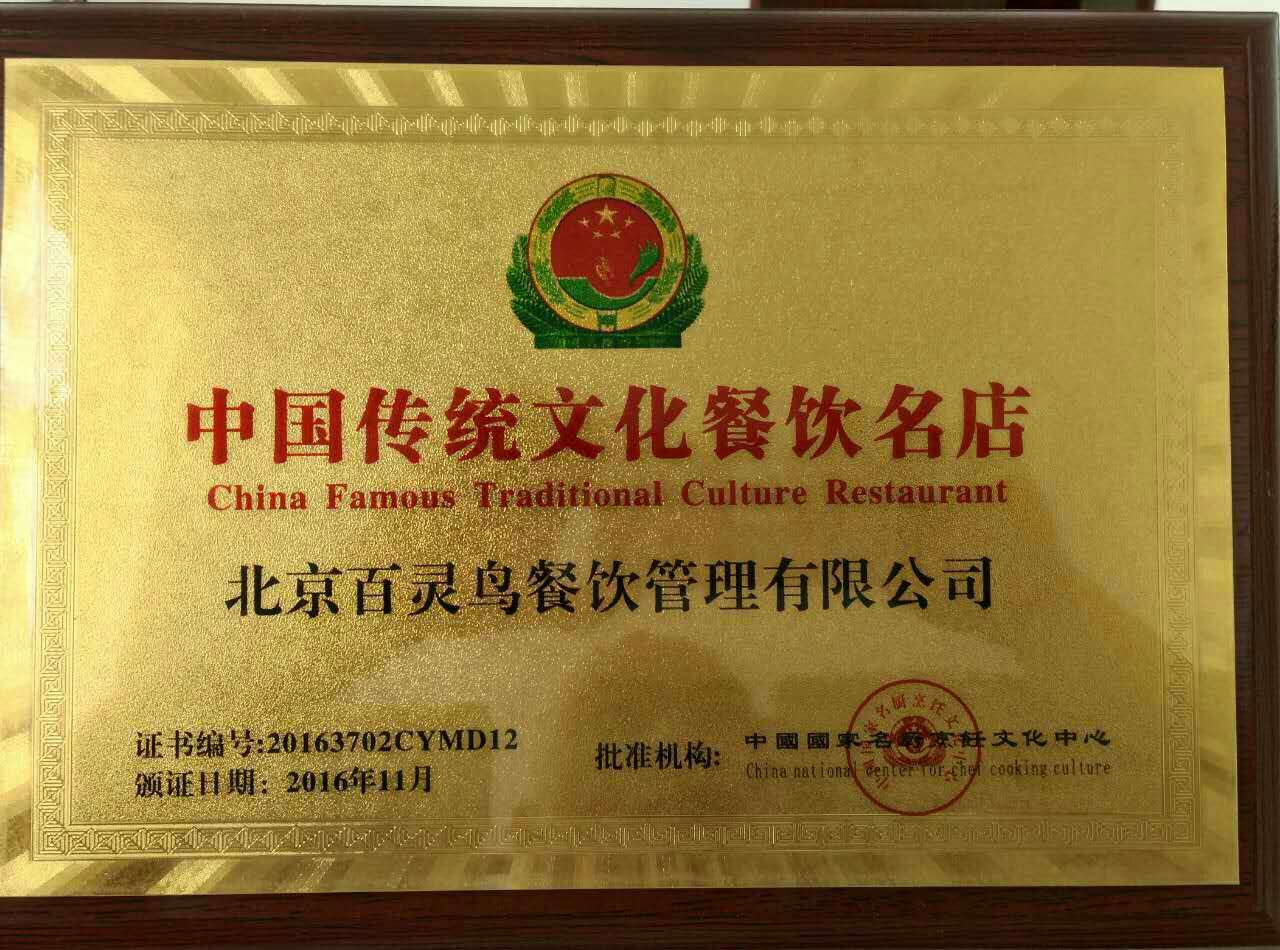 中国传统文化餐饮名店
China Famous Traditional Culture Restaurant
北京百灵鸟餐饮管理有限公司
证书编号:20163702CYMD12
颁证日期：2016年11月
批准机构:
中國國家名厨烹飪文化中心
China national center for chef cooking culture